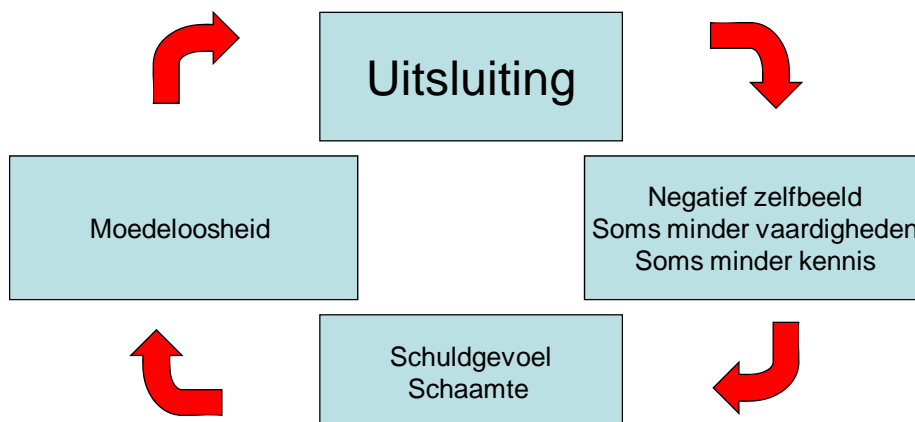 Uitsluiting
Moedeloosheid
Negatief zelfbeeld
Soms minder vaardigheden
Soms minder kennis
Schuldgevoel
Schaamte